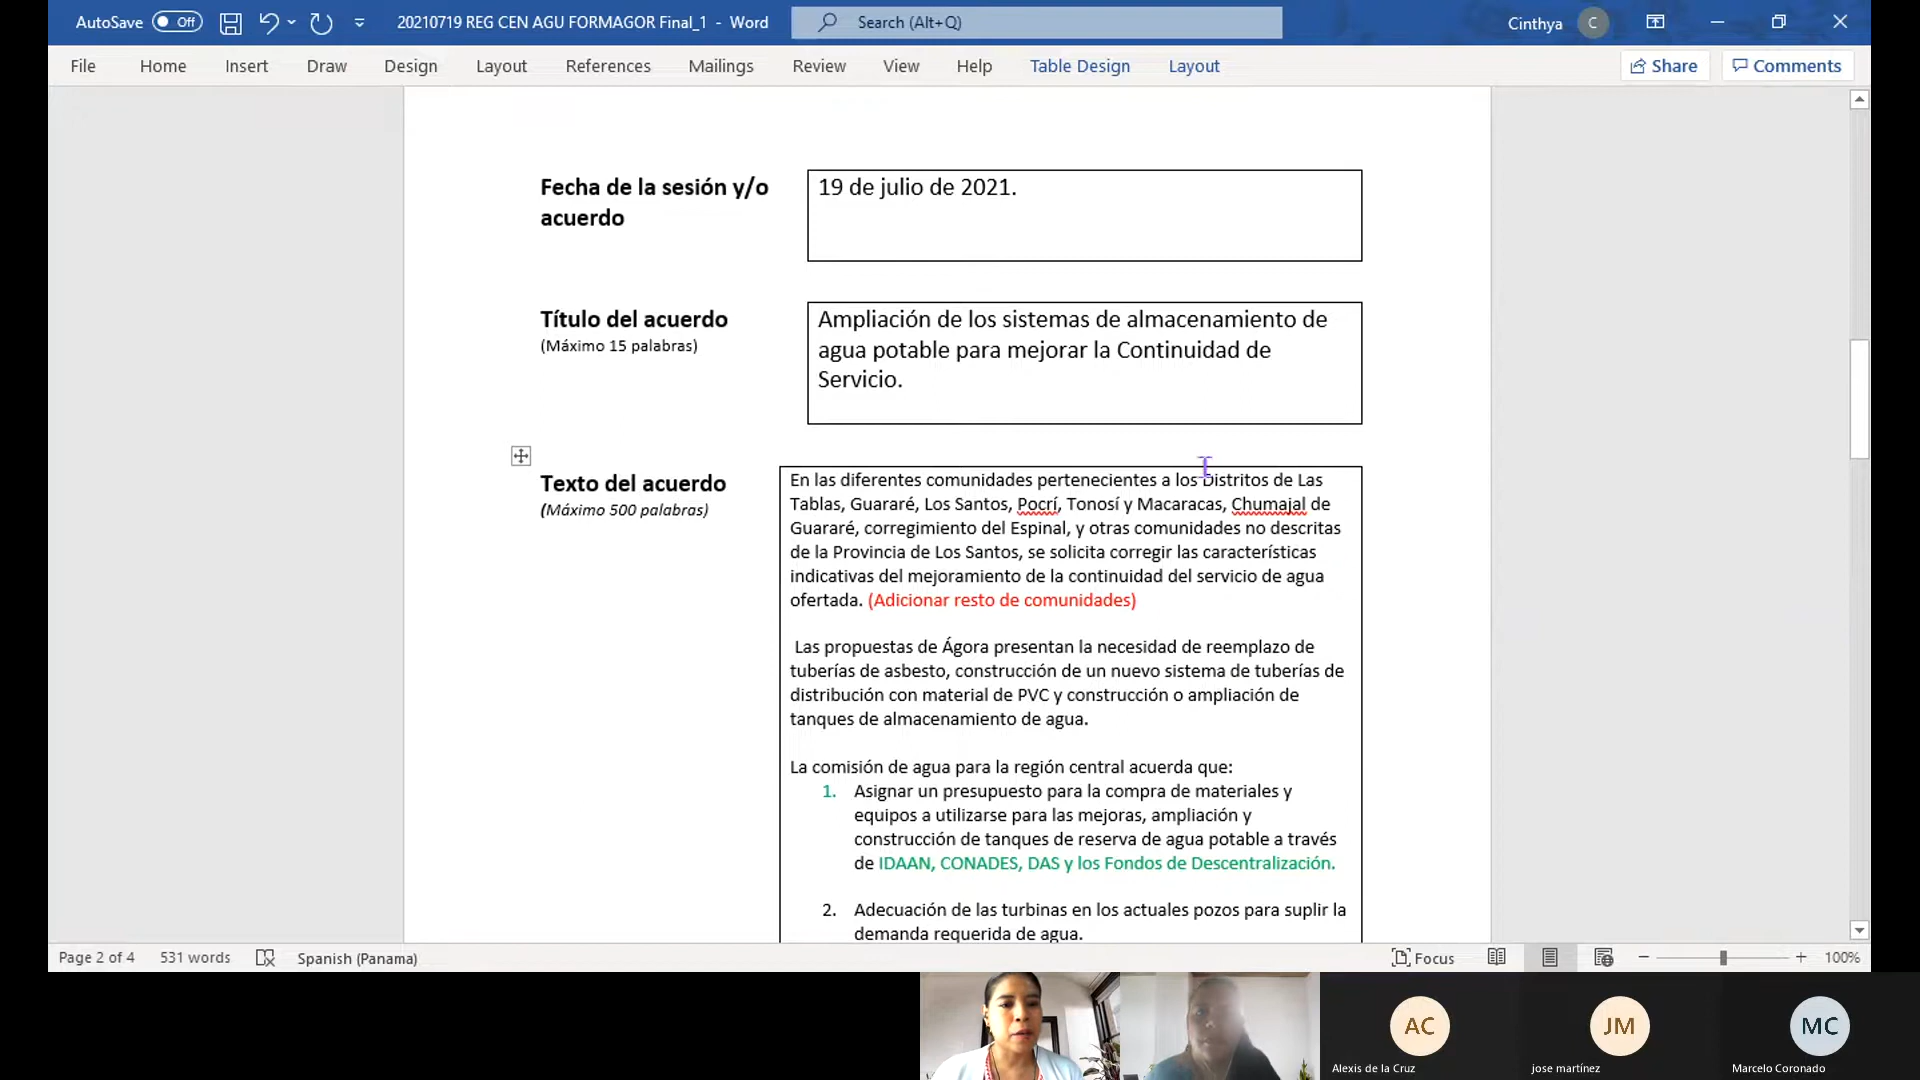 AutoSave Off 20210719 REG CEN AGU FORMAGOR Final_1 - Word Search (Alt+Q) Cinthya C
File Home Insert Draw Design Layout References Mailings Review View Help Table Design Layout Share Comments
Fecha de la sesión y/o
acuerdo
19 de julio de 2021.
Título del acuerdo
(Máximo 15 palabras)
Ampliación de los sistemas de almacenamiento de
agua potable para mejorar la Continuidad de
Servicio.
Texto del acuerdo
(Máximo 500 palabras)
En las diferentes comunidades pertenecientes a los Distritos de Las
Tablas, Guararé, Los Santos, Pocrí, Tonosí y Macaracas, Chumajal de
Guararé, corregimiento del Espinal, y otras comunidades no descritas
de la Provincia de Los Santos, se solicita corregir las características
indicativas del mejoramiento de la continuidad del servicio de agua
ofertada. (Adicionar resto de comunidades)
Las propuestas de Ágora presentan la necesidad de reemplazo de
tuberías de asbesto, construcción de un nuevo sistema de tuberías de
distribución con material de PVC y construcción o ampliación de
tanques de almacenamiento de agua.
La comisión de agua para la región central acuerda que:
1. Asignar un presupuesto para la compra de materiales y
equipos a utilizarse para las mejoras, ampliación y
construcción de tanques de reserva de agua potable a través
de IDAAN, CONADES, DAS y los Fondos de Descentralización.
2. Adecuación de las turbinas en los actuales pozos para suplir la
demanda requerida de agua.
Page 2 of 4 531 words Spanish (Panama) Focus 100%
AC JM MC
Alexis de la Cruz jose martínez Marcelo Coronado